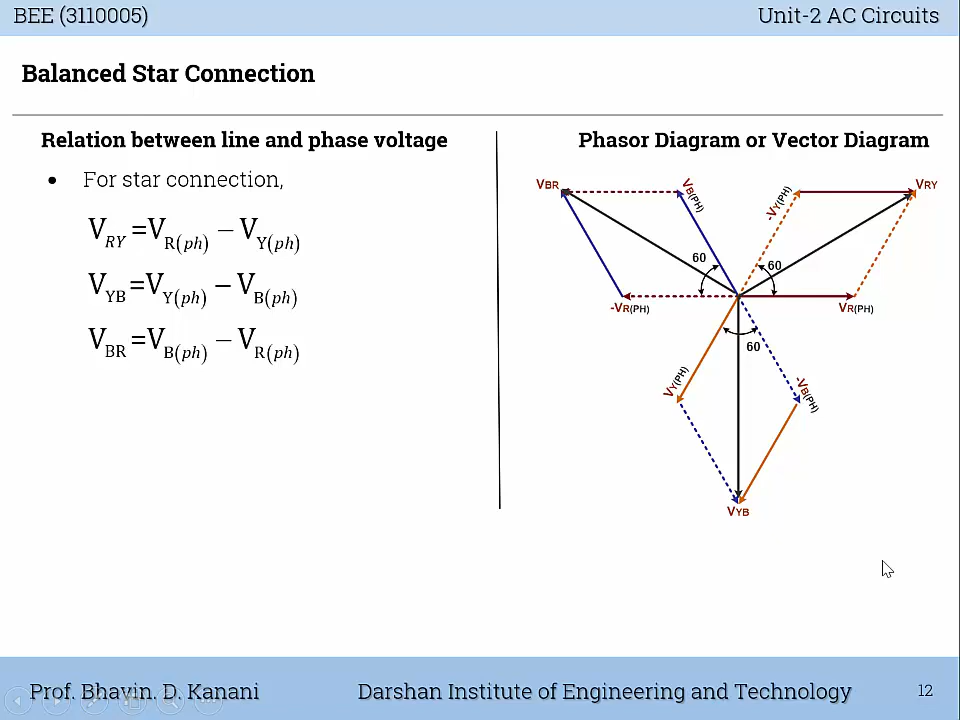 BEE (3110005)
Unit-2 AC Circuits
Balanced Star Connection
Relation between line and phase voltage
• For star connection,
V_RY =V_R(ph) − V_Y(ph)
V_YB =V_Y(ph) − V_B(ph)
V_BR =V_B(ph) − V_R(ph)
Phasor Diagram or Vector Diagram
VBR
VB(PH)
-VY(PH)
VRY
60
60
-VR(PH)
VR(PH)
60
VY(PH)
-VB(PH)
VYB
Prof. Bhavin. D. Kanani
Darshan Institute of Engineering and Technology
12